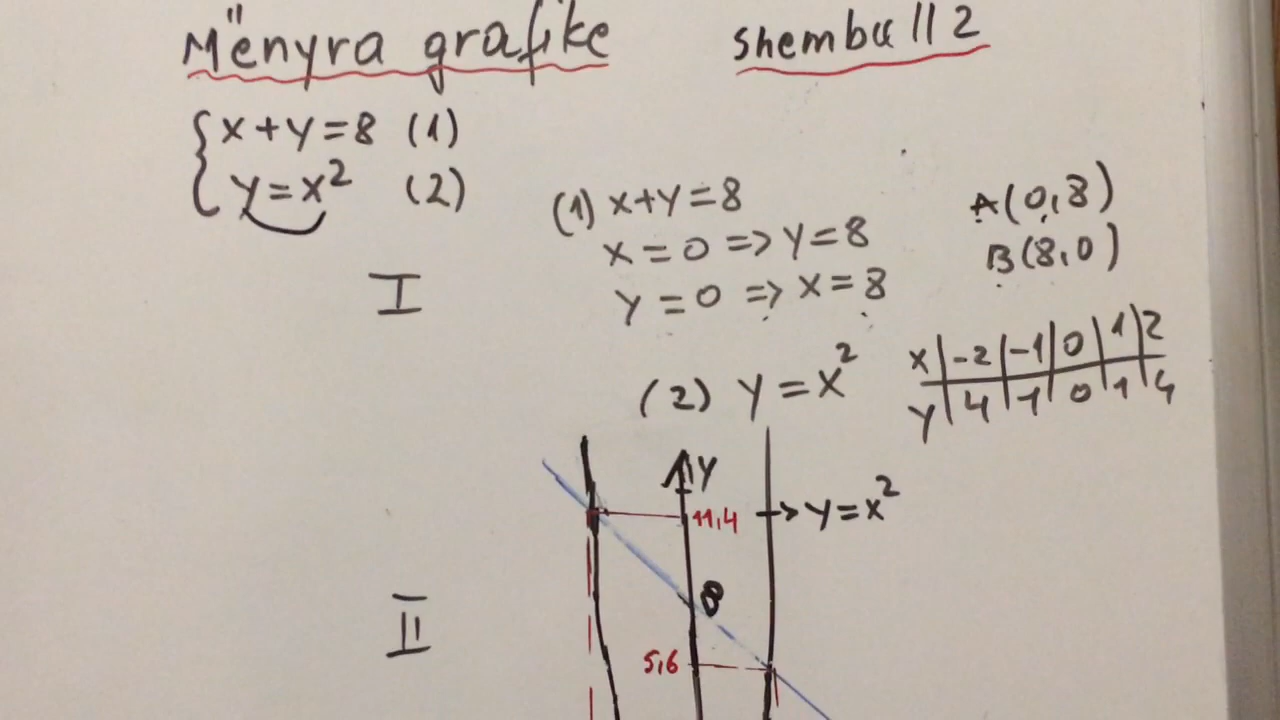 Mënyra grafike shembull 2
x+y=8 (1)
y=x² (2)
I
(1) x+y=8
x=0 => y=8
y=0 => x=8
A(0,8)
B(8,0)
(2) y=x²
x -2 -1 0 1 2
y 4 -1 0 1 4
y
11,4
→ y=x²
8
II
5,6